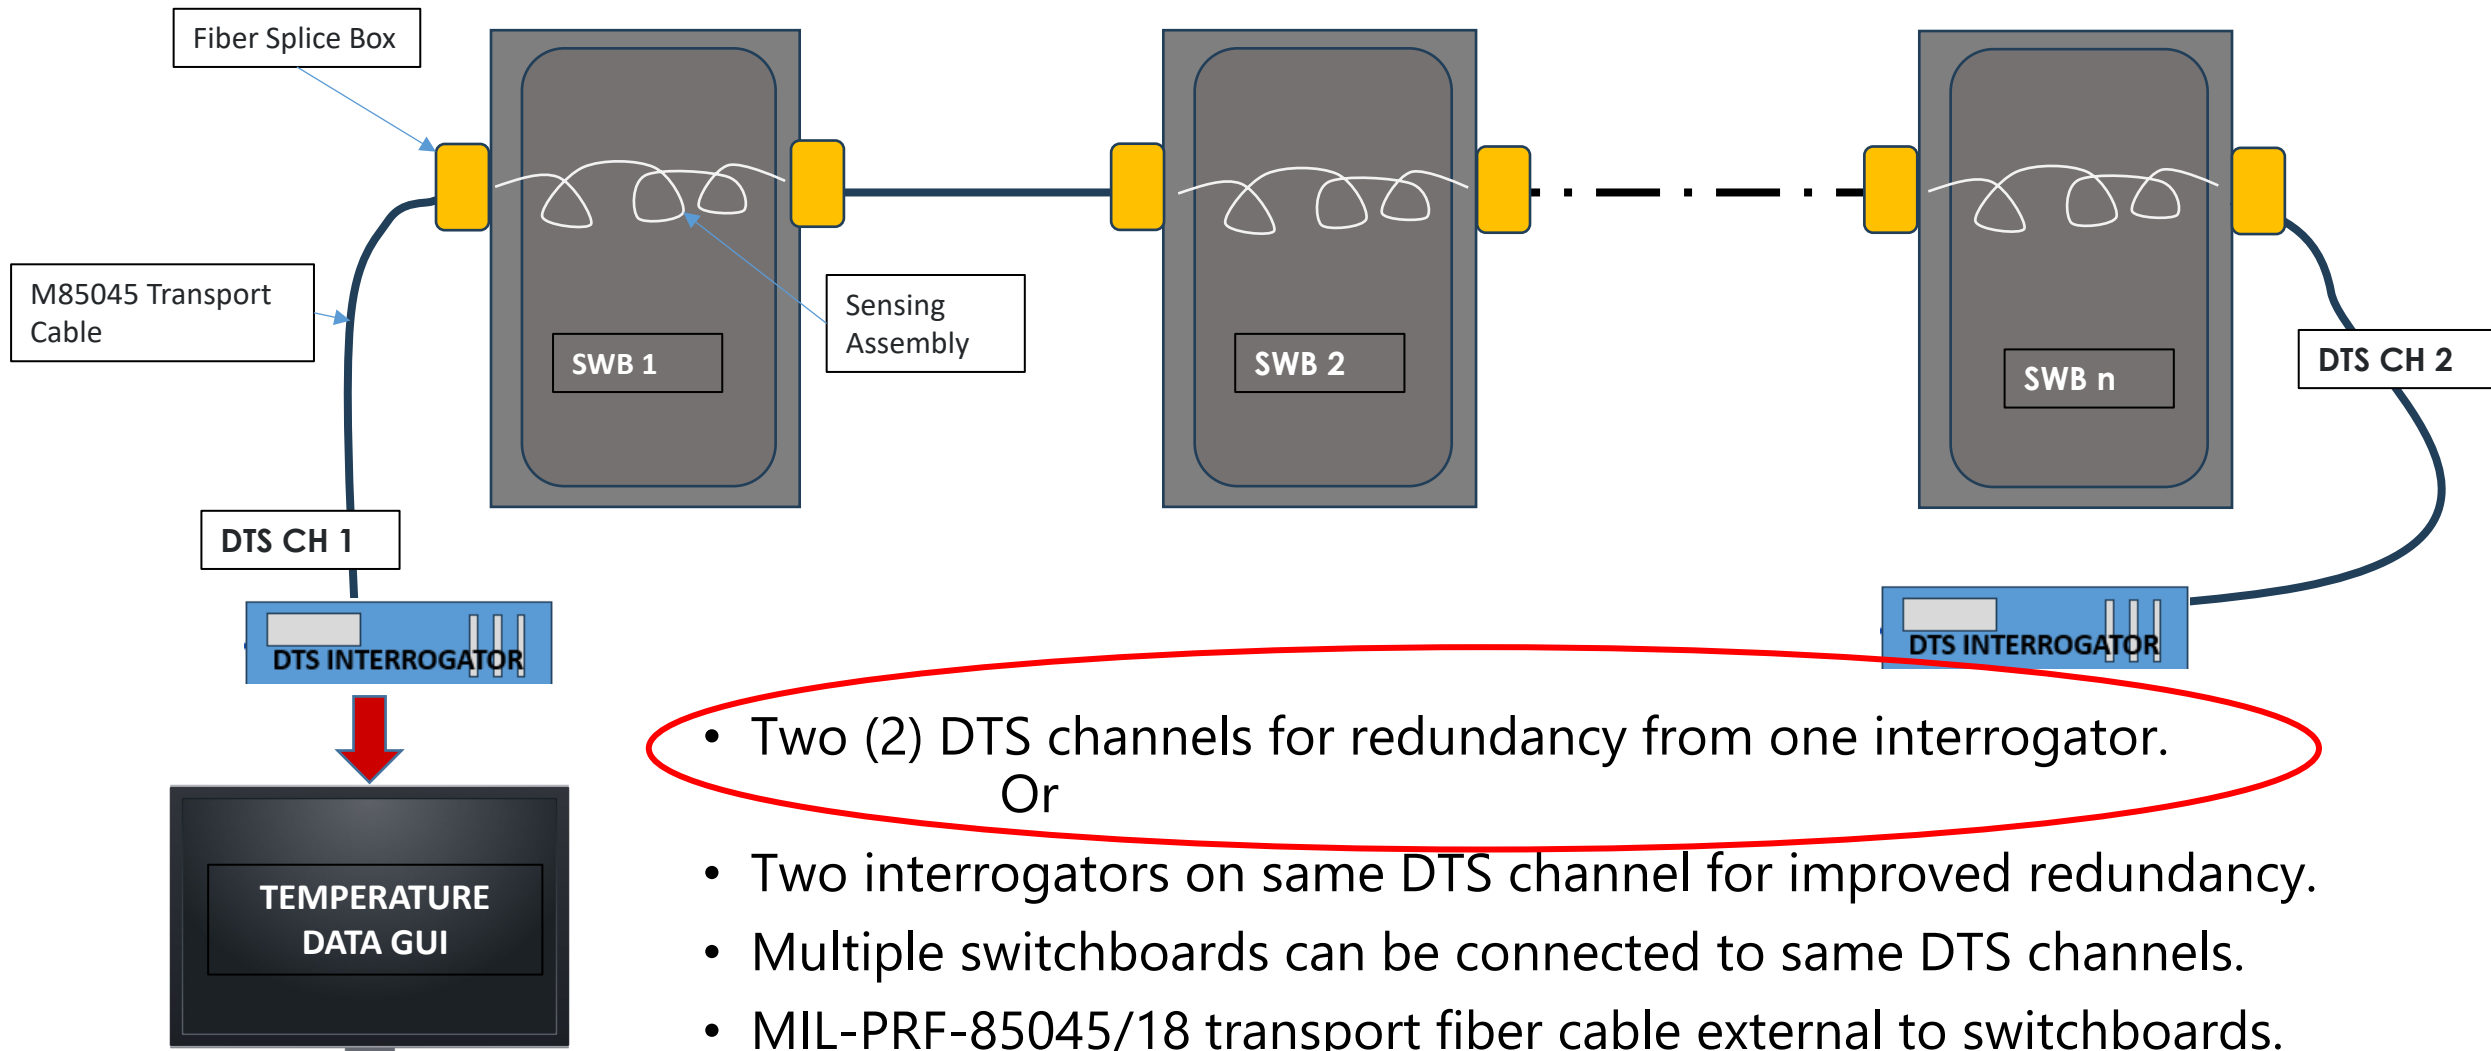 Fiber Splice Box
M85045 Transport
Cable
Sensing
Assembly
SWB 1
SWB 2
SWB n
DTS CH 2
DTS CH 1
DTS INTERROGATOR
DTS INTERROGATOR
• Two (2) DTS channels for redundancy from one interrogator.
Or
• Two interrogators on same DTS channel for improved redundancy.
• Multiple switchboards can be connected to same DTS channels.
• MIL-PRF-85045/18 transport fiber cable external to switchboards.
TEMPERATURE
DATA GUI